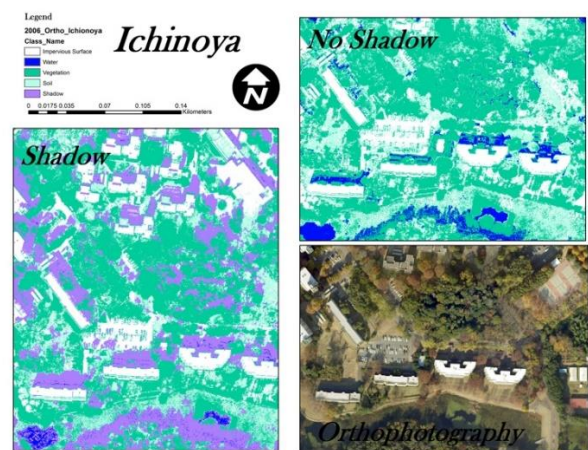 Legend
2006_Ortho_Ichionoya
Class_Name
Impervious Surface
Water
Vegetation
Soil
Shadow
Ichinoya
N
0 0.0175 0.035 0.07 0.105 0.14
Kilometers
No Shadow
Shadow
Orthophotography